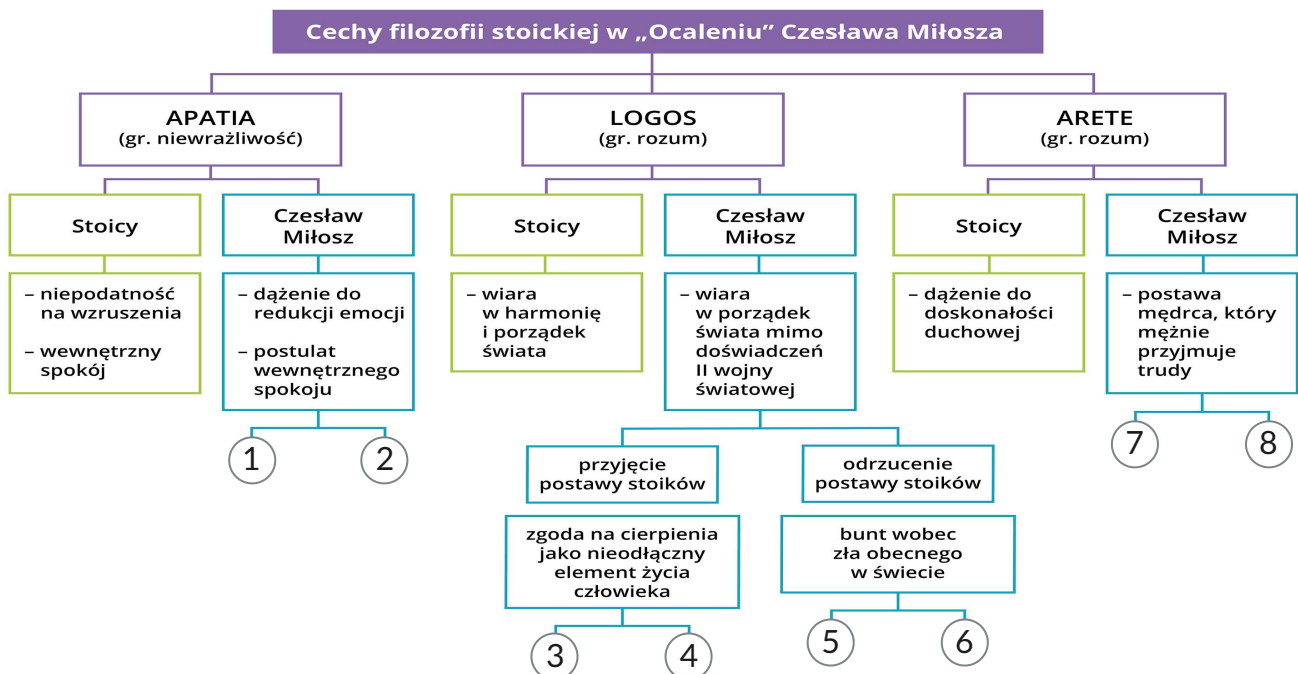 Cechy filozofii stoickiej w „Ocaleniu” Czesława Miłosza
APATIA
(gr. niewrażliwość)
LOGOS
(gr. rozum)
ARETE
(gr. rozum)
Stoicy
Czesław
Miłosz
Stoicy
Czesław
Miłosz
Stoicy
Czesław
Miłosz
– niepodatność
na wzruszenia
– wewnętrzny
spokój
– dążenie do
redukcji emocji
– postulat
wewnętrznego
spokoju
– wiara
w harmonię
i porządek
świata
– wiara
w porządek
świata mimo
doświadczeń
II wojny
światowej
– dążenie do
doskonałości
duchowej
– postawa
mędrca, który
mężnie
przyjmuje
trudy
1
2
7
8
przyjęcie
postawy stoików
odrzucenie
postawy stoików
zgoda na cierpienia
jako nieodłączny
element życia
człowieka
bunt wobec
zła obecnego
w świecie
3
4
5
6